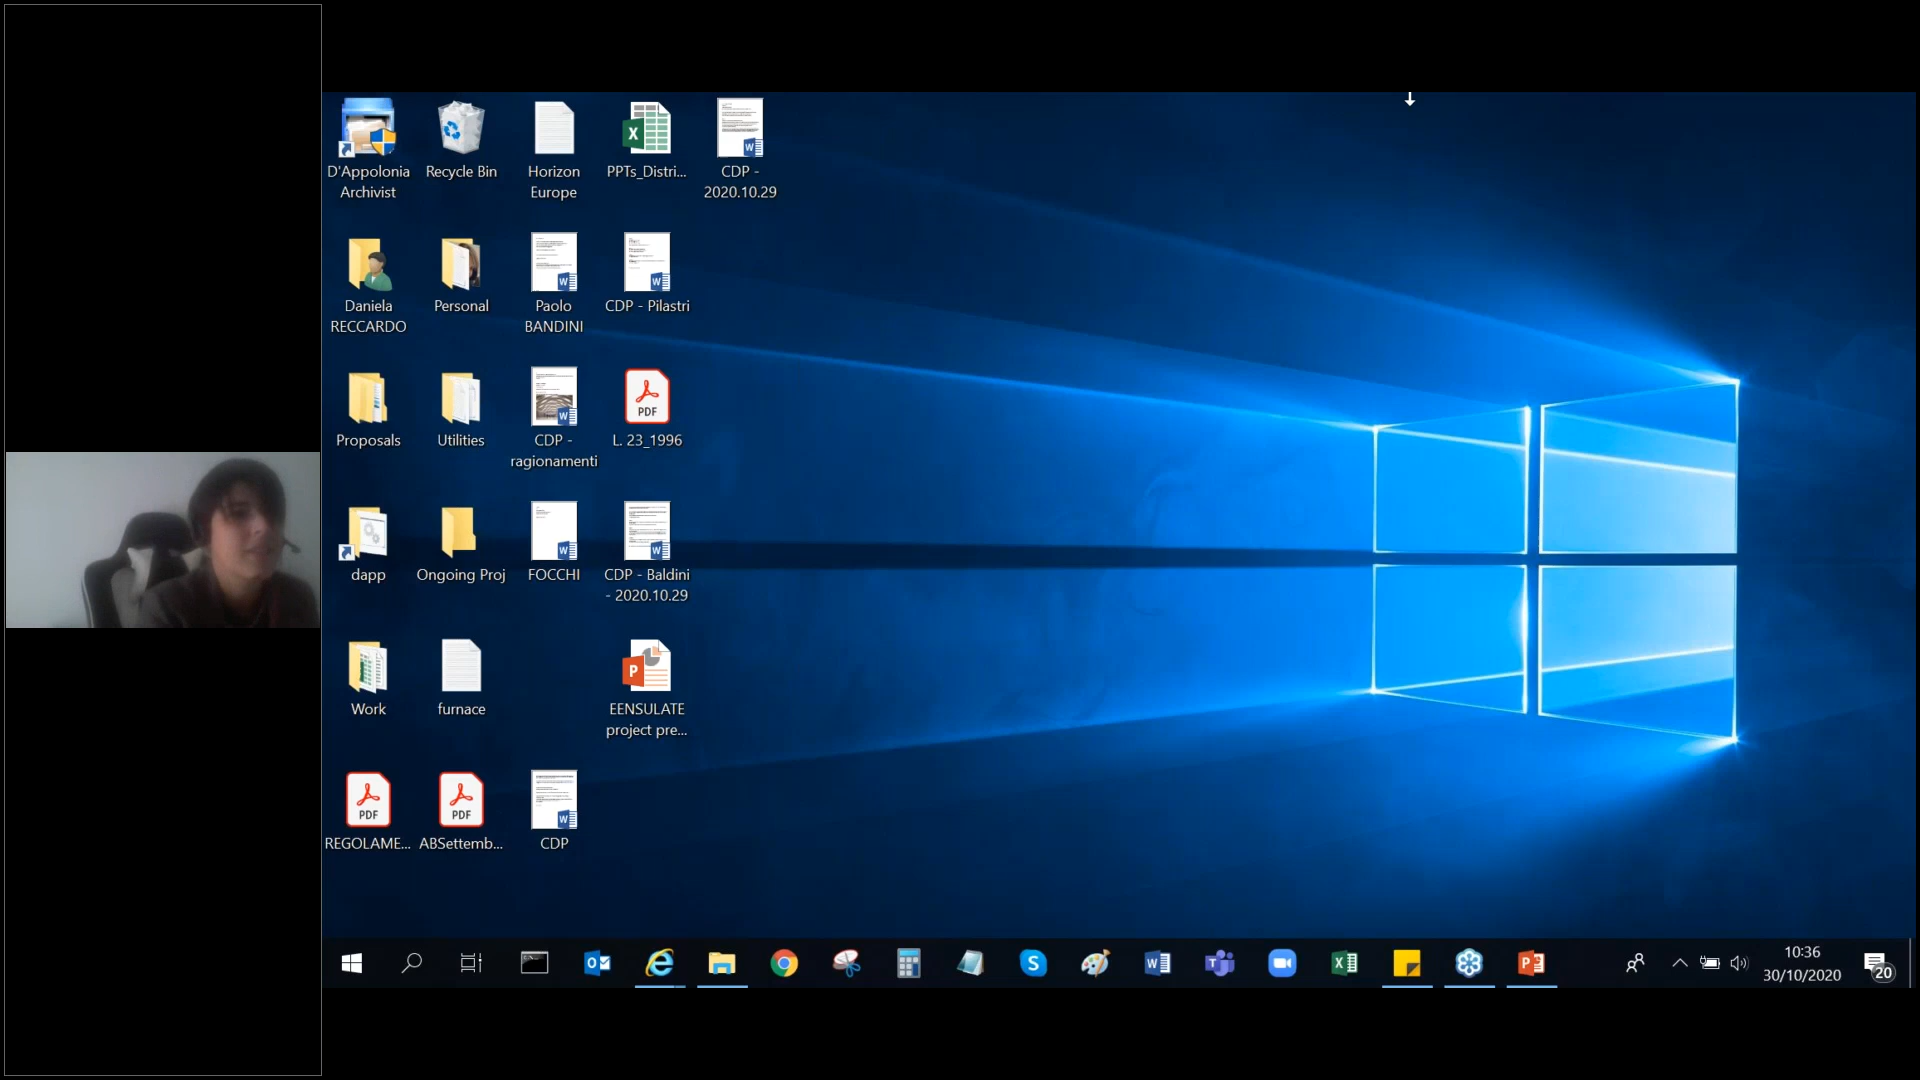 D'Appolonia
Archivist
Recycle Bin
Horizon
Europe
PPTs_Distri...
CDP -
2020.10.29
Daniela
RECCARDO
Personal
Paolo
BANDINI
CDP - Pilastri
Proposals
Utilities
CDP -
ragionamenti
PDF
L. 23_1996
dapp
Ongoing Proj
FOCCHI
CDP - Baldini
- 2020.10.29
Work
furnace
EENSULATE
project pre...
PDF
REGOLAME...
PDF
ABSettemb...
CDP
10:36
30/10/2020
20